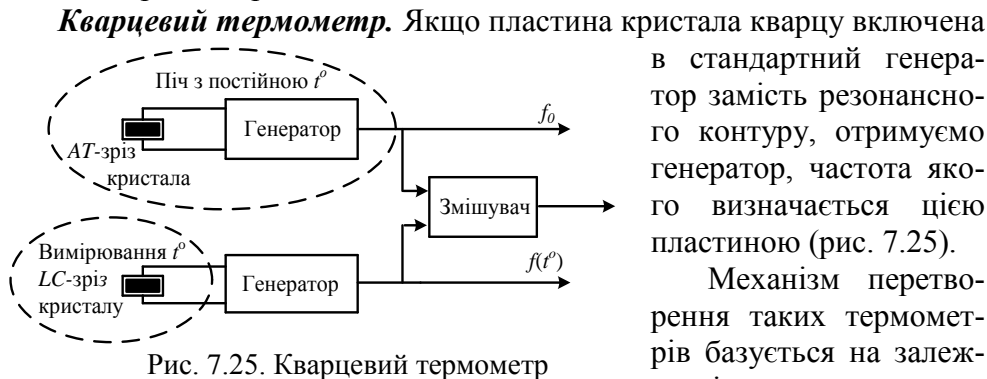 Кварцевий термометр. Якщо пластина кристала кварцу включена
в стандартний генера-
тор замість резонансно-
го контуру, отримуємо
генератор, частота яко-
го визначається цією
пластиною (рис. 7.25).
Механізм перетво-
рення таких термомет-
рів базується на залеж-
Піч з постійною t°
AT-зріз
кристала
Генератор
f₀
Змішувач
Вимірювання t°
LC-зріз
кристалу
Генератор
f(t°)
Рис. 7.25. Кварцевий термометр